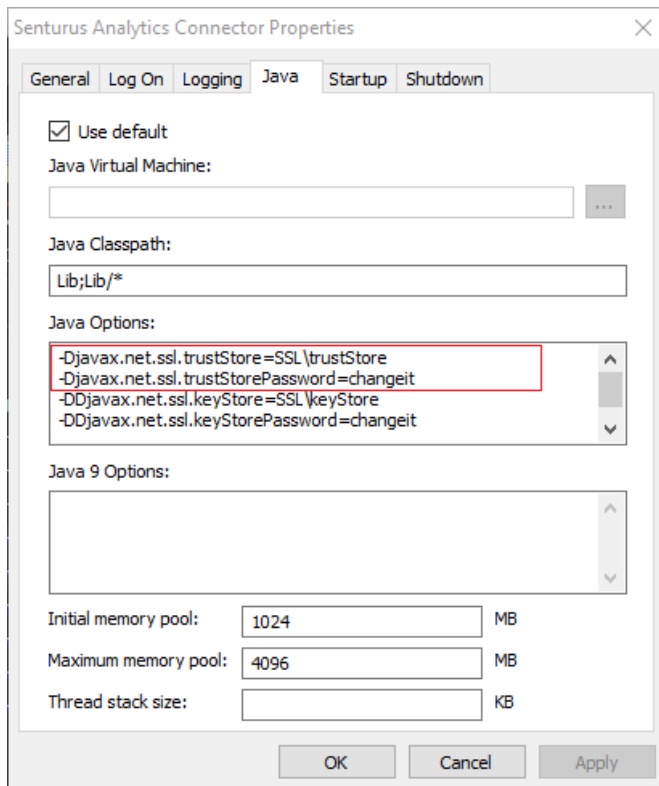 Senturus Analytics Connector Properties
General Log On Logging Java Startup Shutdown
Use default
Java Virtual Machine:
...
Java Classpath:
Lib;Lib/*
Java Options:
-Djavax.net.ssl.trustStore=SSL\trustStore
-Djavax.net.ssl.trustStorePassword=changeit
-DDjavax.net.ssl.keyStore=SSL\keyStore
-DDjavax.net.ssl.keyStorePassword=changeit
Java 9 Options:
Initial memory pool: 1024 MB
Maximum memory pool: 4096 MB
Thread stack size: KB
OK Cancel Apply